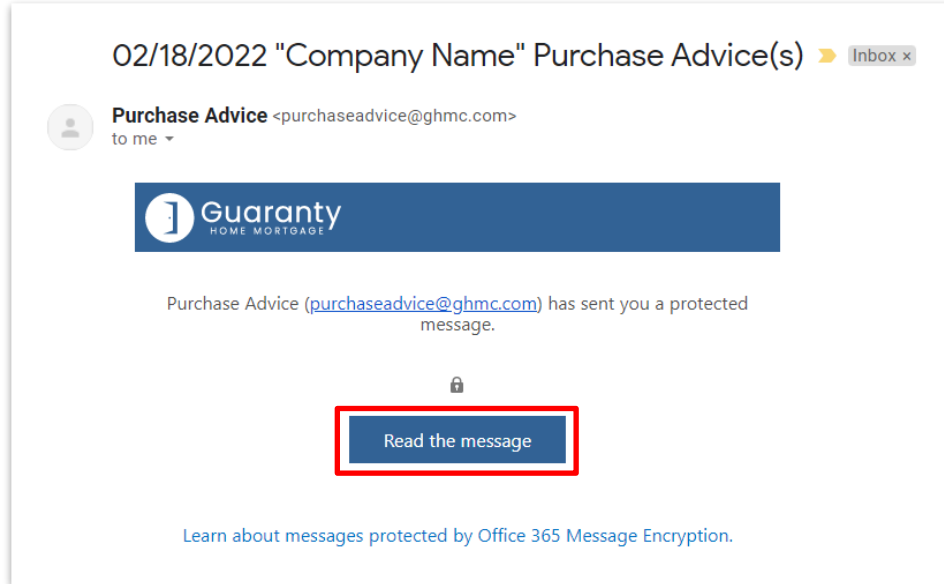 02/18/2022 "Company Name" Purchase Advice(s) Inbox ×
Purchase Advice <purchaseadvice@ghmc.com>
to me
Guaranty
HOME MORTGAGE
Purchase Advice (purchaseadvice@ghmc.com) has sent you a protected
message.
Read the message
Learn about messages protected by Office 365 Message Encryption.